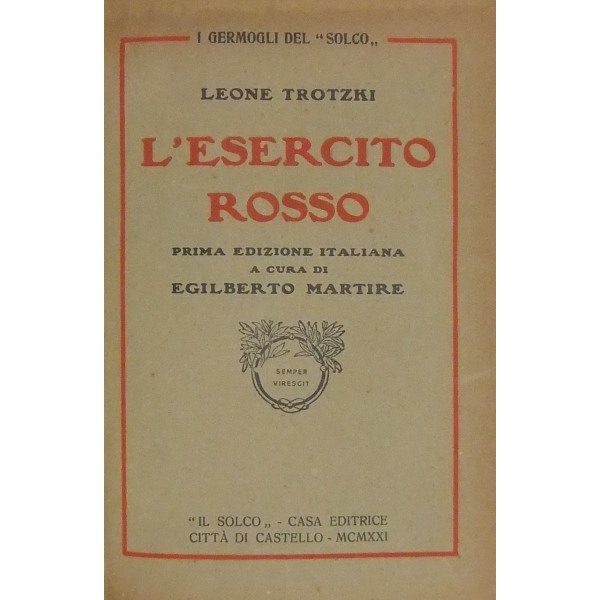 I GERMOGLI DEL "SOLCO„
LEONE TROTZKI
L'ESERCITO
ROSSO
PRIMA EDIZIONE ITALIANA
A CURA DI
EGILBERTO MARTIRE
SEMPER
VIRESCIT
"IL SOLCO„ - CASA EDITRICE
CITTÀ DI CASTELLO - MCMXXI